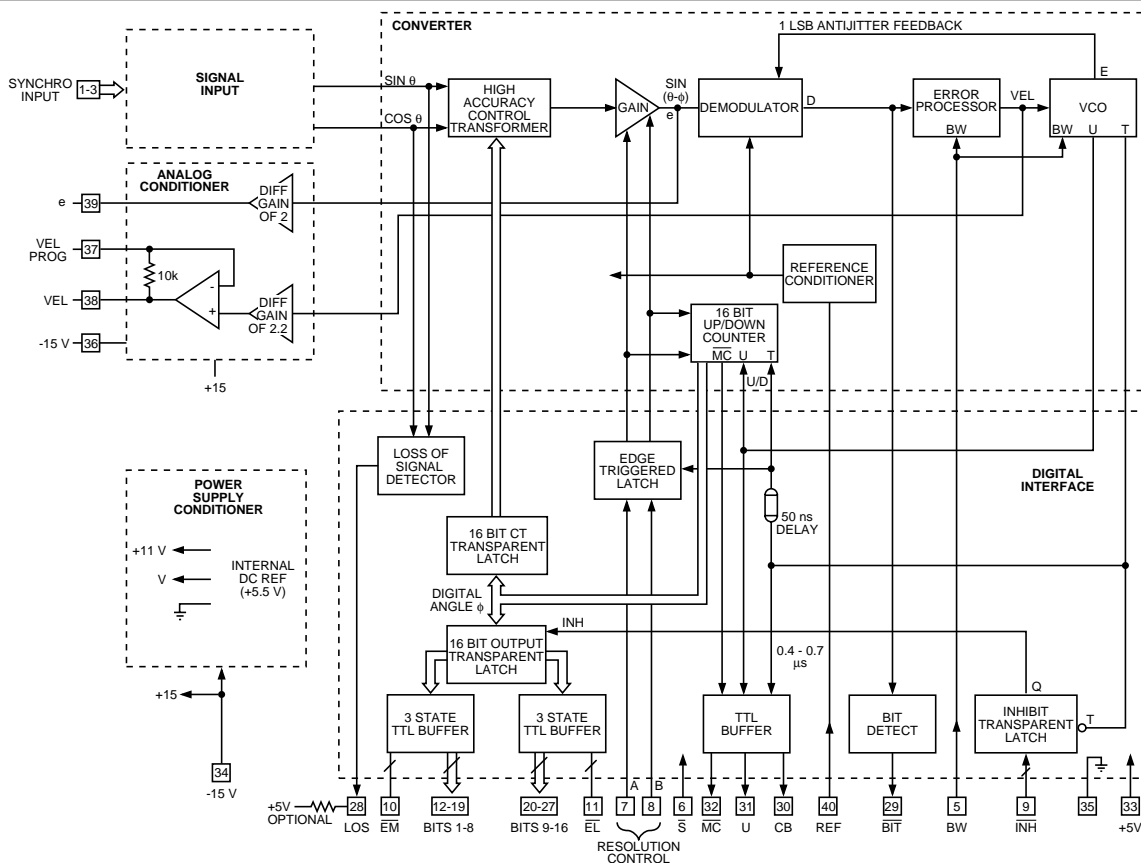 CONVERTER
1 LSB ANTIJITTER FEEDBACK
SYNCHRO
INPUT
1-3
SIGNAL
INPUT
SIN θ
COS θ
HIGH
ACCURACY
CONTROL
TRANSFORMER
GAIN
SIN
(θ-ϕ)
e
DEMODULATOR
D
ERROR
PROCESSOR
BW
VEL
E
VCO
BW U T
ANALOG
CONDITIONER
e
39
DIFF
GAIN
OF 2
VEL
PROG
37
10k
-
+
VEL
38
DIFF
GAIN
OF 2.2
-15 V
36
+15
REFERENCE
CONDITIONER
16 BIT
UP/DOWN
COUNTER
M̅C̅ U T
U/D
LOSS OF
SIGNAL
DETECTOR
EDGE
TRIGGERED
LATCH
DIGITAL
INTERFACE
50 ns
DELAY
POWER
SUPPLY
CONDITIONER
+11 V
V
INTERNAL
DC REF
(+5.5 V)
16 BIT CT
TRANSPARENT
LATCH
DIGITAL
ANGLE ϕ
16 BIT OUTPUT
TRANSPARENT
LATCH
INH
0.4 - 0.7
µs
+15
34
-15 V
3 STATE
TTL BUFFER
3 STATE
TTL BUFFER
TTL
BUFFER
BIT
DETECT
Q
INHIBIT
TRANSPARENT
LATCH
T
A B
+5V
OPTIONAL
28 10 12-19 20-27 11 7 8 6 32 31 30 40 29 5 9 35 33
LOS E̅M̅ BITS 1-8 BITS 9-16 E̅L̅ S̅ M̅C̅ U CB REF B̅I̅T̅ BW I̅N̅H̅ +5V
RESOLUTION
CONTROL